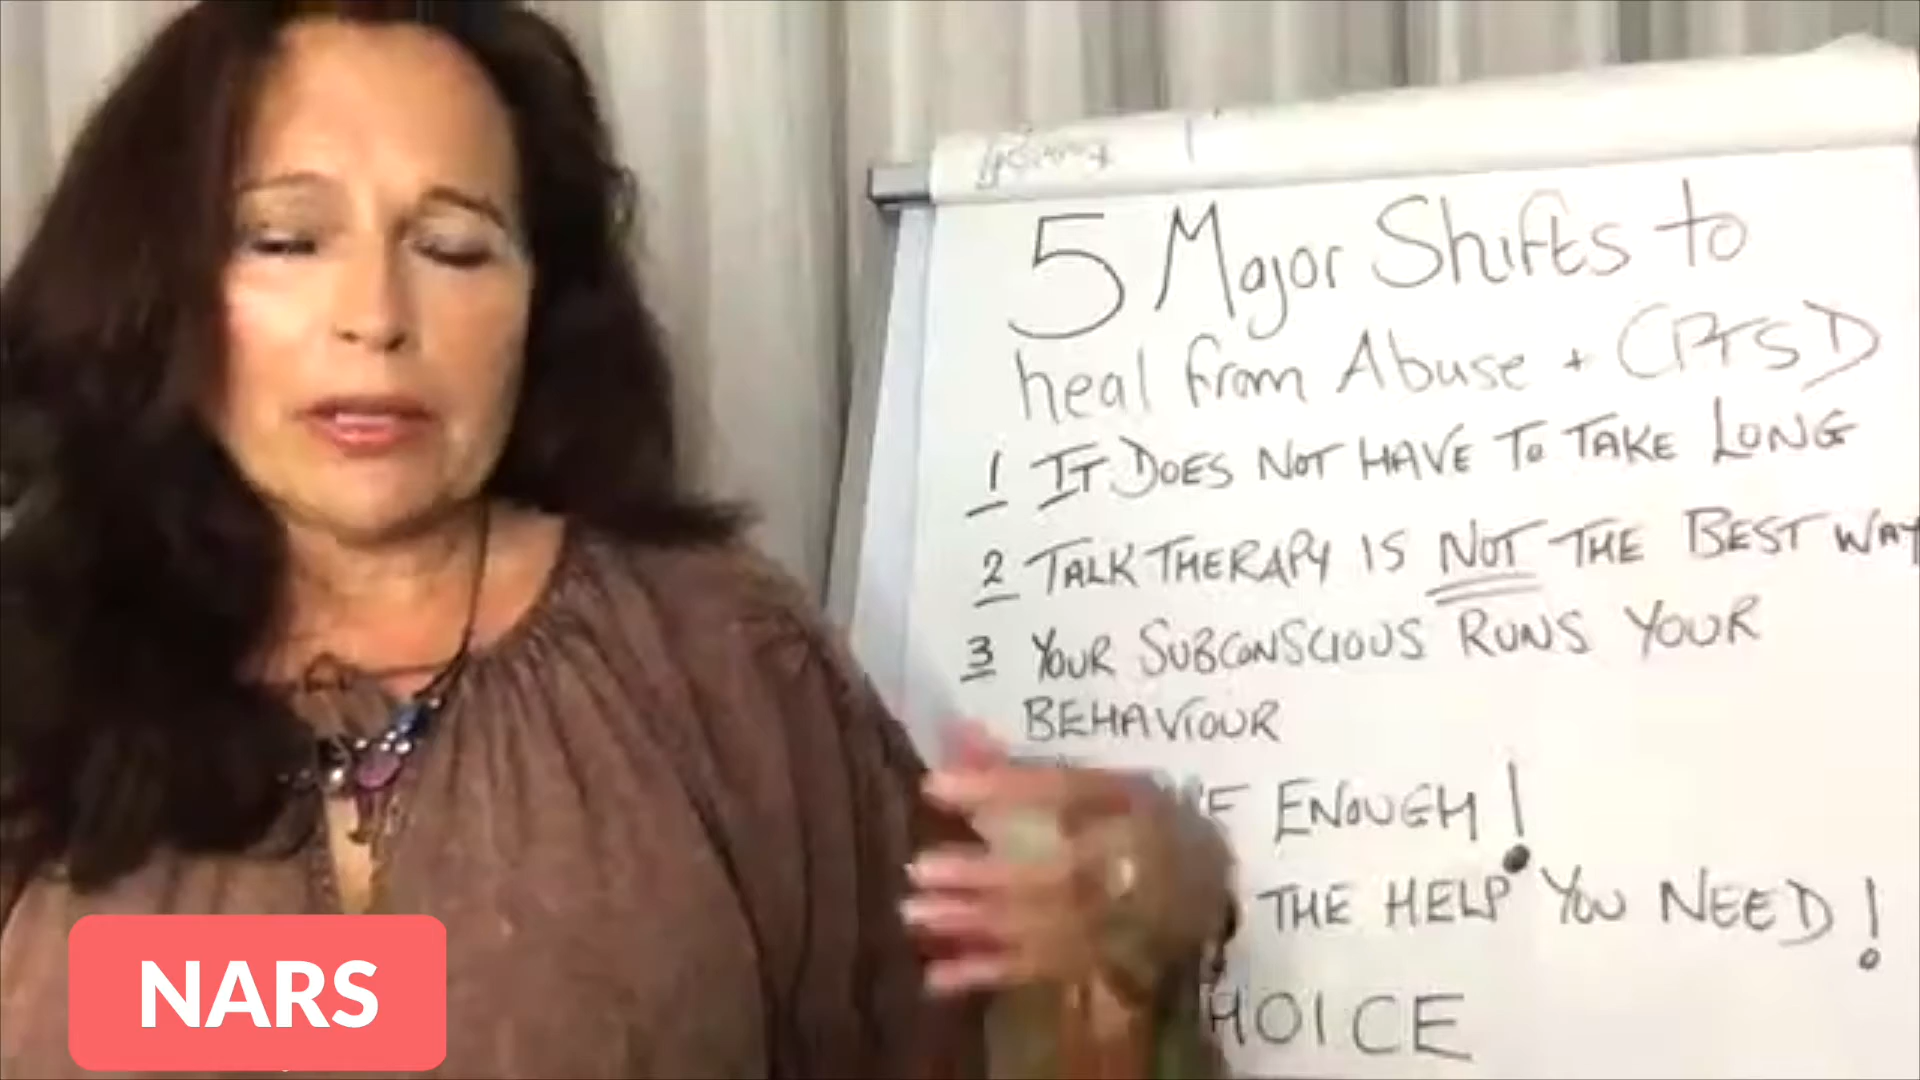 5 Major Shifts to
heal from Abuse + CPTSD
1 IT DOES NOT HAVE TO TAKE LONG
2 TALK THERAPY IS NOT THE BEST WAY
3 YOUR SUBCONSCIOUS RUNS YOUR
BEHAVIOUR
ENOUGH!
THE HELP YOU NEED!
HOICE
NARS